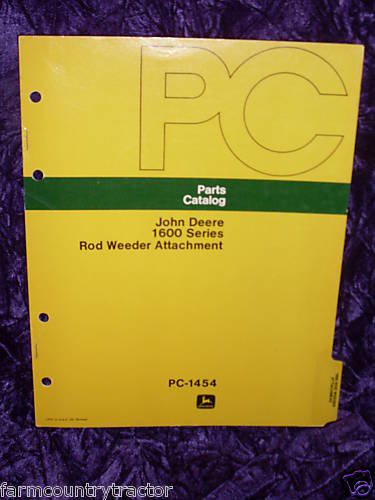 PC
Parts
Catalog
John Deere
1600 Series
Rod Weeder Attachment
PC-1454
farmcountrytractor